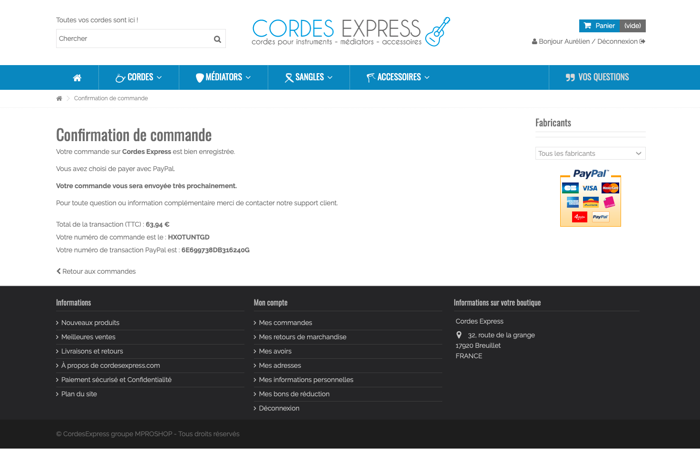 Toutes vos cordes sont ici !
Chercher
CORDES EXPRESS
cordes pour instruments - médiators - accessoires
Panier (vide)
Bonjour Aurélien / Déconnexion
CORDES
MÉDIATORS
SANGLES
ACCESSOIRES
VOS QUESTIONS
Confirmation de commande
Confirmation de commande
Votre commande sur Cordes Express est bien enregistrée.
Vous avez choisi de payer avec PayPal.
Votre commande vous sera envoyée très prochainement.
Pour toute question ou information complémentaire merci de contacter notre support client.
Total de la transaction (TTC) : 63,94 €
Votre numéro de commande est le : HXOTUNTGD
Votre numéro de transaction PayPal est : 6E699738DB316240G
Retour aux commandes
Fabricants
Tous les fabricants
PayPal
VISA
PayPal
Informations
Nouveaux produits
Meilleures ventes
Livraisons et retours
À propos de cordesexpress.com
Paiement sécurisé et Confidentialité
Plan du site
Mon compte
Mes commandes
Mes retours de marchandise
Mes avoirs
Mes adresses
Mes informations personnelles
Mes bons de réduction
Déconnexion
Informations sur votre boutique
Cordes Express
32, route de la grange
17920 Breuillet
FRANCE
© CordesExpress groupe MPROSHOP - Tous droits réservés